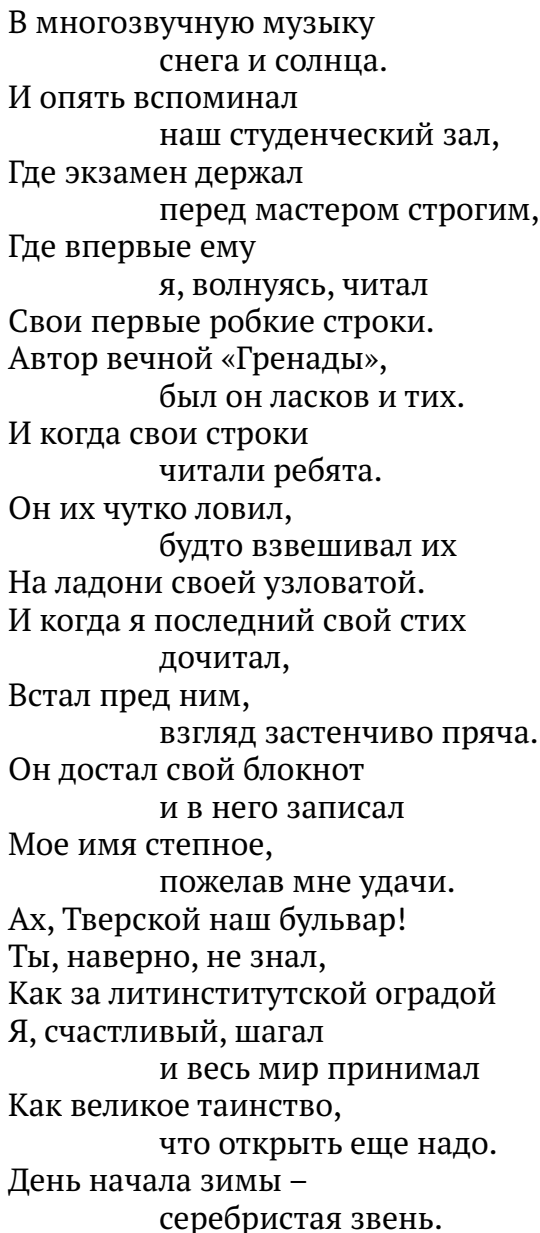 В многозвучную музыку
снега и солнца.
И опять вспоминал
наш студенческий зал,
Где экзамен держал
перед мастером строгим,
Где впервые ему
я, волнуясь, читал
Свои первые робкие строки.
Автор вечной «Гренады»,
был он ласков и тих.
И когда свои строки
читали ребята.
Он их чутко ловил,
будто взвешивал их
На ладони своей узловатой.
И когда я последний свой стих
дочитал,
Встал пред ним,
взгляд застенчиво пряча.
Он достал свой блокнот
и в него записал
Мое имя степное,
пожелав мне удачи.
Ах, Тверской наш бульвар!
Ты, наверно, не знал,
Как за литинститутской оградой
Я, счастливый, шагал
и весь мир принимал
Как великое таинство,
что открыть еще надо.
День начала зимы –
серебристая звень.